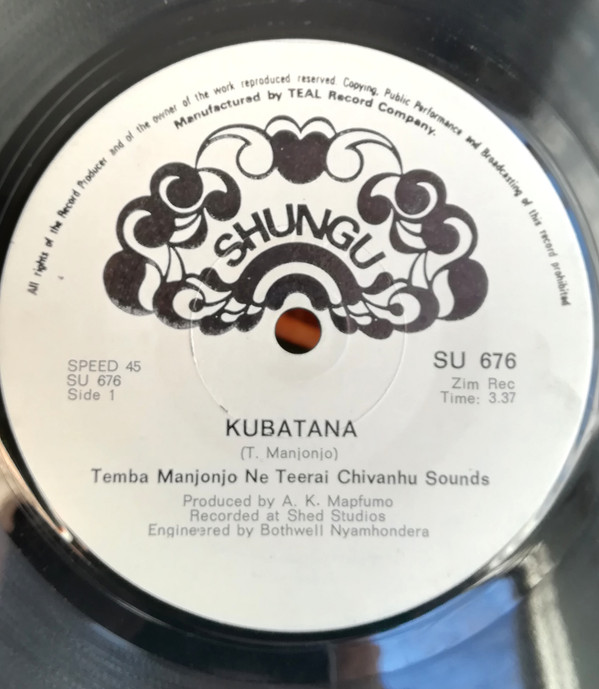 All rights of the Record Producer and of the owner of the work reproduced reserved. Copying, Public Performance and Broadcasting of this record prohibited
Manufactured by TEAL Record Company.
SHUNGU
SPEED 45
SU 676
Side 1
SU 676
Zim Rec
Time: 3.37
KUBATANA
(T. Manjonjo)
Temba Manjonjo Ne Teerai Chivanhu Sounds
Produced by A. K. Mapfumo
Recorded at Shed Studios
Engineered by Bothwell Nyamhondera